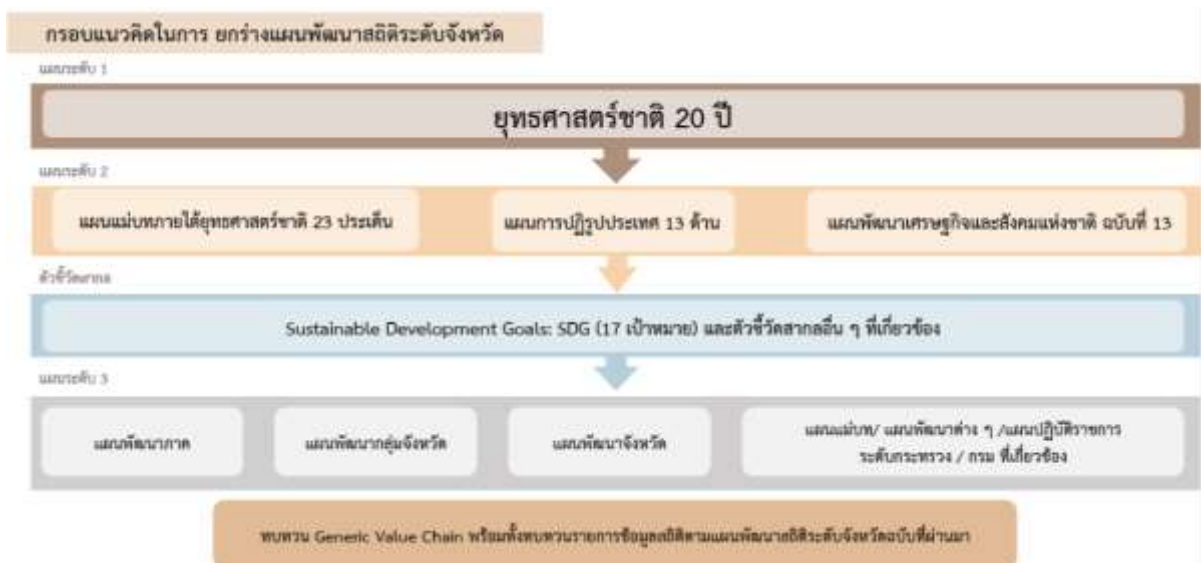 กรอบแนวคิดในการ ยกร่างแผนพัฒนาสถิติระดับจังหวัด
แผนระดับ 1
ยุทธศาสตร์ชาติ 20 ปี
แผนระดับ 2
แผนแม่บทภายใต้ยุทธศาสตร์ชาติ 23 ประเด็น
แผนการปฏิรูปประเทศ 13 ด้าน
แผนพัฒนาเศรษฐกิจและสังคมแห่งชาติ ฉบับที่ 13
ตัวชี้วัดสากล
Sustainable Development Goals: SDG (17 เป้าหมาย) และตัวชี้วัดสากลอื่น ๆ ที่เกี่ยวข้อง
แผนระดับ 3
แผนพัฒนาภาค
แผนพัฒนากลุ่มจังหวัด
แผนพัฒนาจังหวัด
แผนแม่บท/ แผนพัฒนาต่าง ๆ /แผนปฏิบัติราชการ
ระดับกระทรวง / กรม ที่เกี่ยวข้อง
ทบทวน Generic Value Chain พร้อมทั้งทบทวนรายการข้อมูลสถิติตามแผนพัฒนาสถิติระดับจังหวัดฉบับที่ผ่านมา